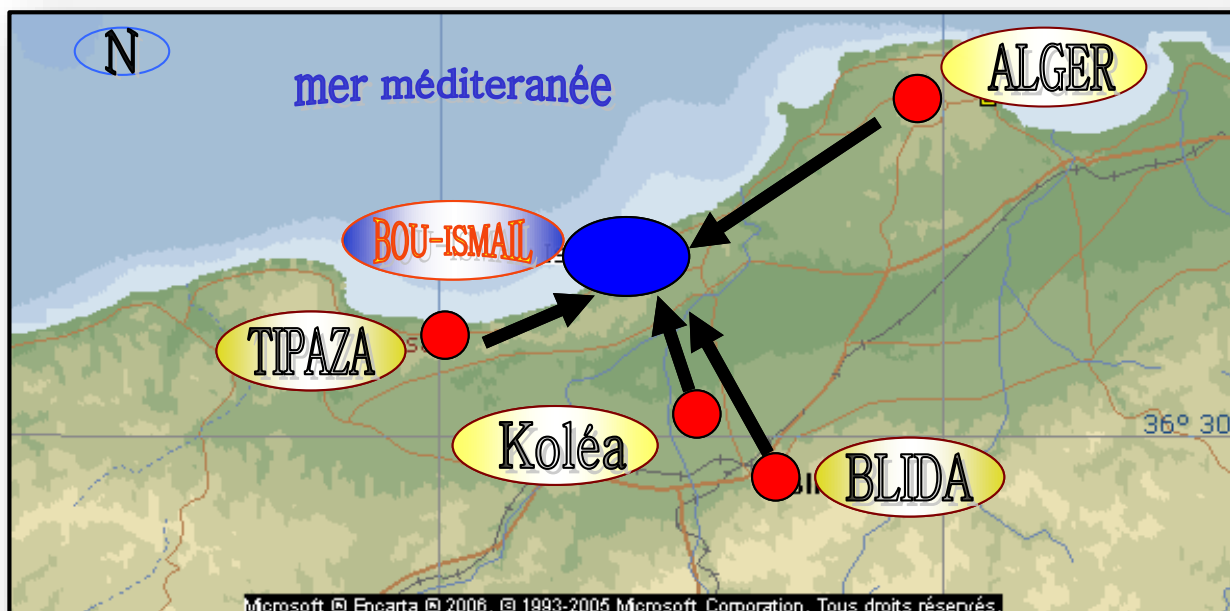 N
mer méditeranée
ALGER
BOU-ISMAIL
TIPAZA
Koléa
36° 30
BLIDA
Microsoft ® Encarta ® 2006. © 1993-2005 Microsoft Corporation. Tous droits réservés.